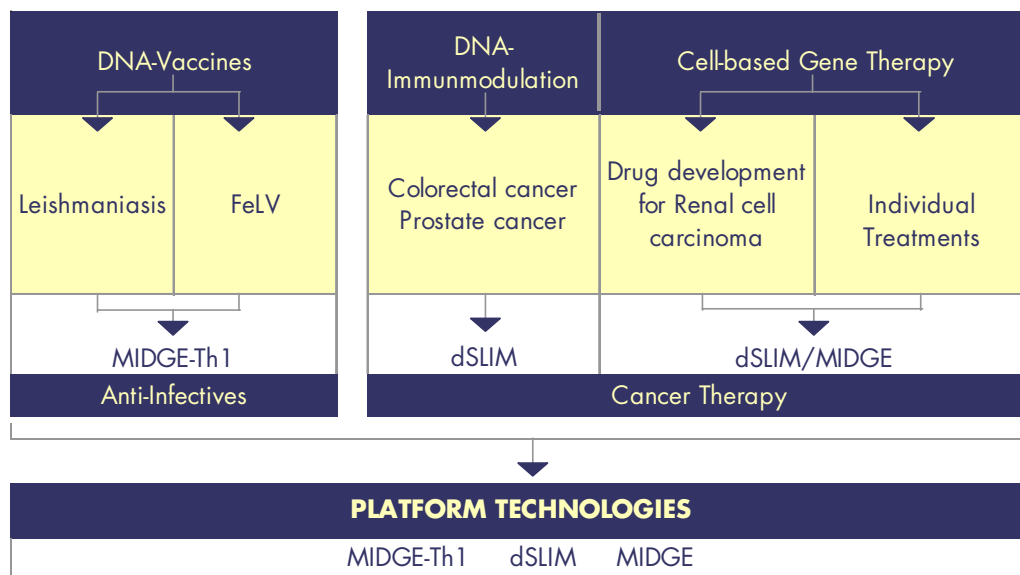 DNA-Vaccines
DNA-
Immunmodulation
Cell-based Gene Therapy
Leishmaniasis
FeLV
Colorectal cancer
Prostate cancer
Drug development
for Renal cell
carcinoma
Individual
Treatments
MIDGE-Th1
dSLIM
dSLIM/MIDGE
Anti-Infectives
Cancer Therapy
PLATFORM TECHNOLOGIES
MIDGE-Th1 dSLIM MIDGE